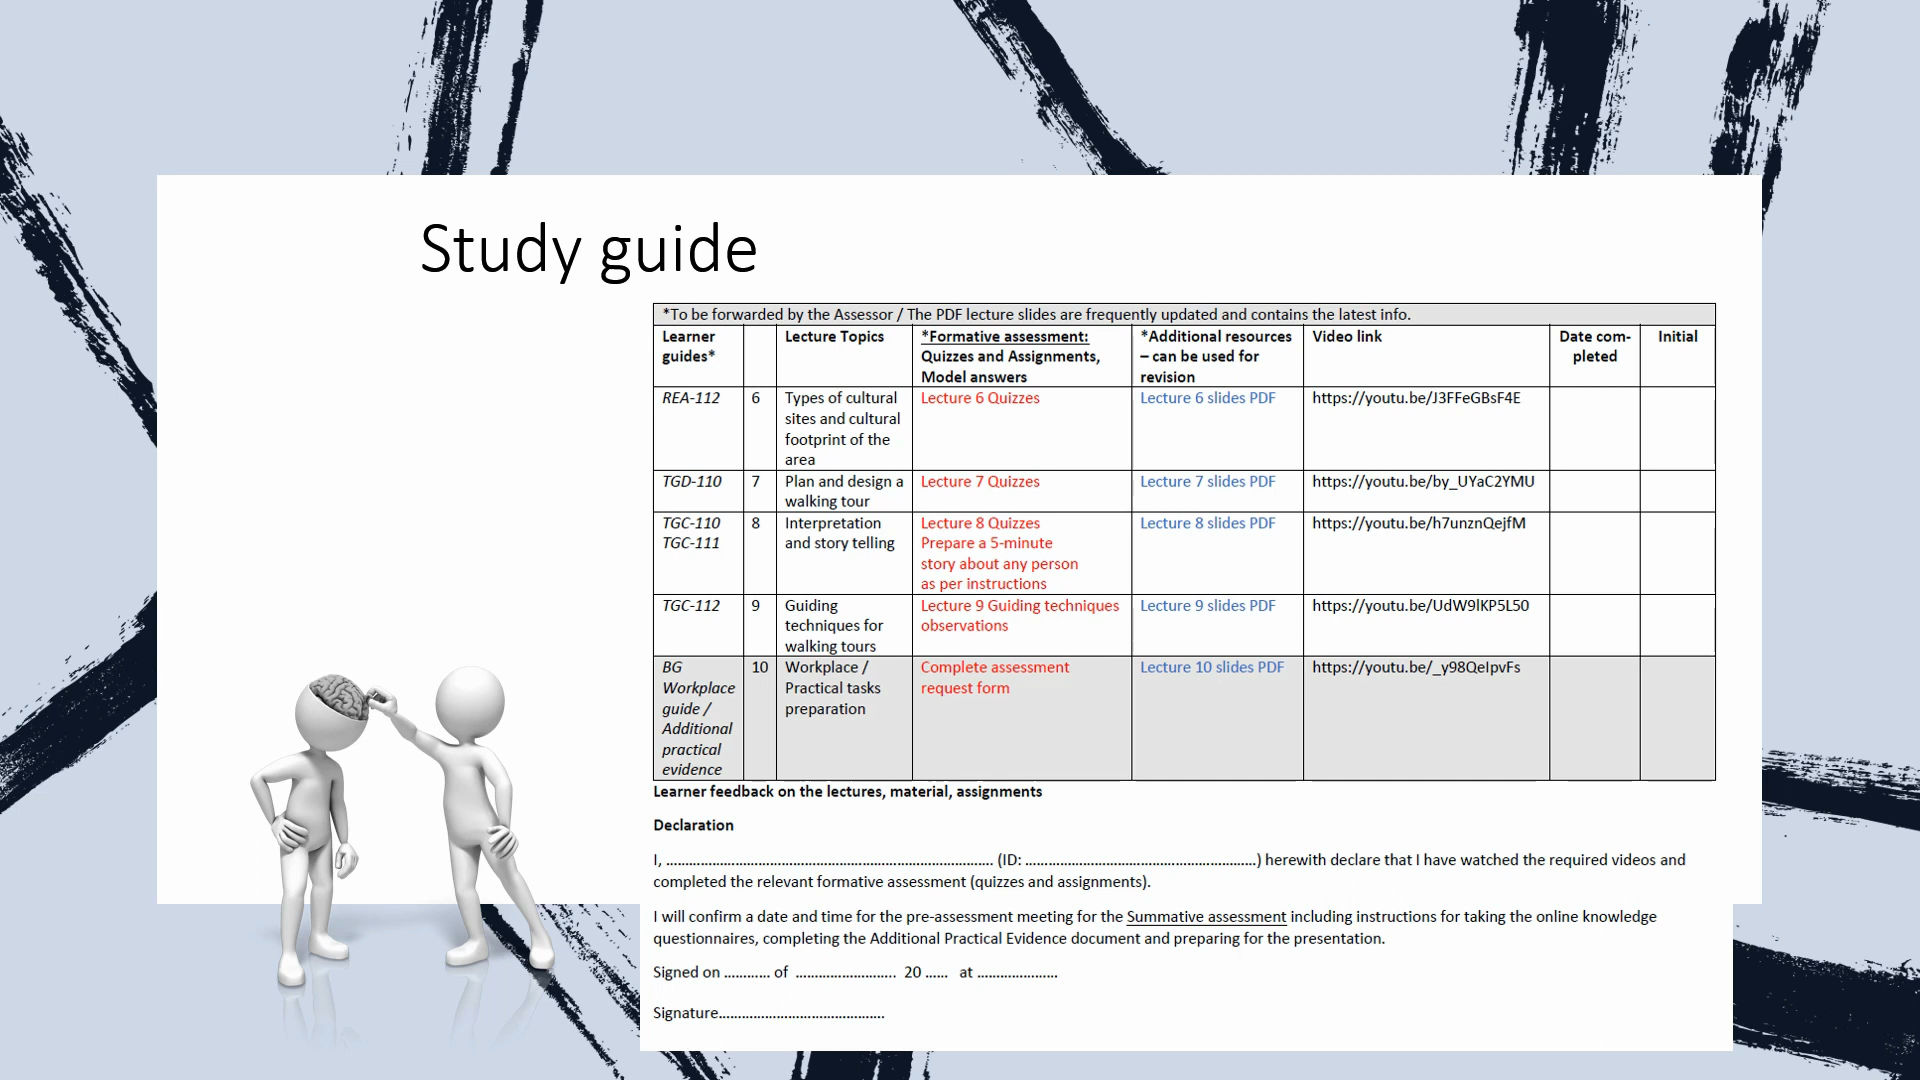 Study guide
*To be forwarded by the Assessor / The PDF lecture slides are frequently updated and contains the latest info.
Learner guides*
Lecture Topics
*Formative assessment: Quizzes and Assignments, Model answers
*Additional resources – can be used for revision
Video link
Date com-pleted
Initial
REA-112
6
Types of cultural
sites and cultural
footprint of the
area
Lecture 6 Quizzes
Lecture 6 slides PDF
https://youtu.be/J3FFeGBsF4E
TGD-110
7
Plan and design a
walking tour
Lecture 7 Quizzes
Lecture 7 slides PDF
https://youtu.be/by_UYaC2YMU
TGC-110
TGC-111
8
Interpretation
and story telling
Lecture 8 Quizzes
Prepare a 5-minute
story about any person
as per instructions
Lecture 8 slides PDF
https://youtu.be/h7unznQejfM
TGC-112
9
Guiding
techniques for
walking tours
Lecture 9 Guiding techniques
observations
Lecture 9 slides PDF
https://youtu.be/UdW9lKP5L50
BG
Workplace
guide /
Additional
practical
evidence
10
Workplace /
Practical tasks
preparation
Complete assessment
request form
Lecture 10 slides PDF
https://youtu.be/_y98QeIpvFs
Learner feedback on the lectures, material, assignments
Declaration
I, ............................................................................ (ID: ......................................................) herewith declare that I have watched the required videos and
completed the relevant formative assessment (quizzes and assignments).
I will confirm a date and time for the pre-assessment meeting for the Summative assessment including instructions for taking the online knowledge
questionnaires, completing the Additional Practical Evidence document and preparing for the presentation.
Signed on ........... of ........................ 20 ...... at ...................
Signature.......................................